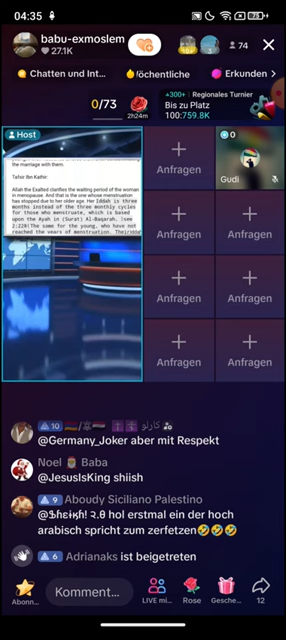 04:35
75
babu-exmoslem
27.1K
74
Chatten und Int...
Wöchentliche
Erkunden
0/73
2h24m
+300+ Regionales Turnier
Bis zu Platz
100:759.8K
Host
the marriage with them.
Tafsir Ibn Kathir:
Allah the Exalted clarifies the waiting period of the woman
in menopause. And that is the one whose menstruation
has stopped due to her older age. Her Iddah is three
months instead of the three monthly cycles
for those who menstruate, which is based
upon the Ayah in (Surat) Al-Baqarah. [see
2:228] The same for the young, who have not
reached the years of menstruation. Their
0
Gudi
Anfragen
Anfragen
Anfragen
Anfragen
Anfragen
Anfragen
Anfragen
10 كارلو
@Germany_Joker aber mit Respekt
Noel Baba
@JesusIsKing shiish
9 Aboudy Siciliano Palestino
hol erstmal ein der hoch
arabisch spricht zum zerfetzen🤣🤣🤣
6 Adrianaks ist beigetreten
Kommentar...
Abonn...
LIVE mi...
Rose
Gesche...
12